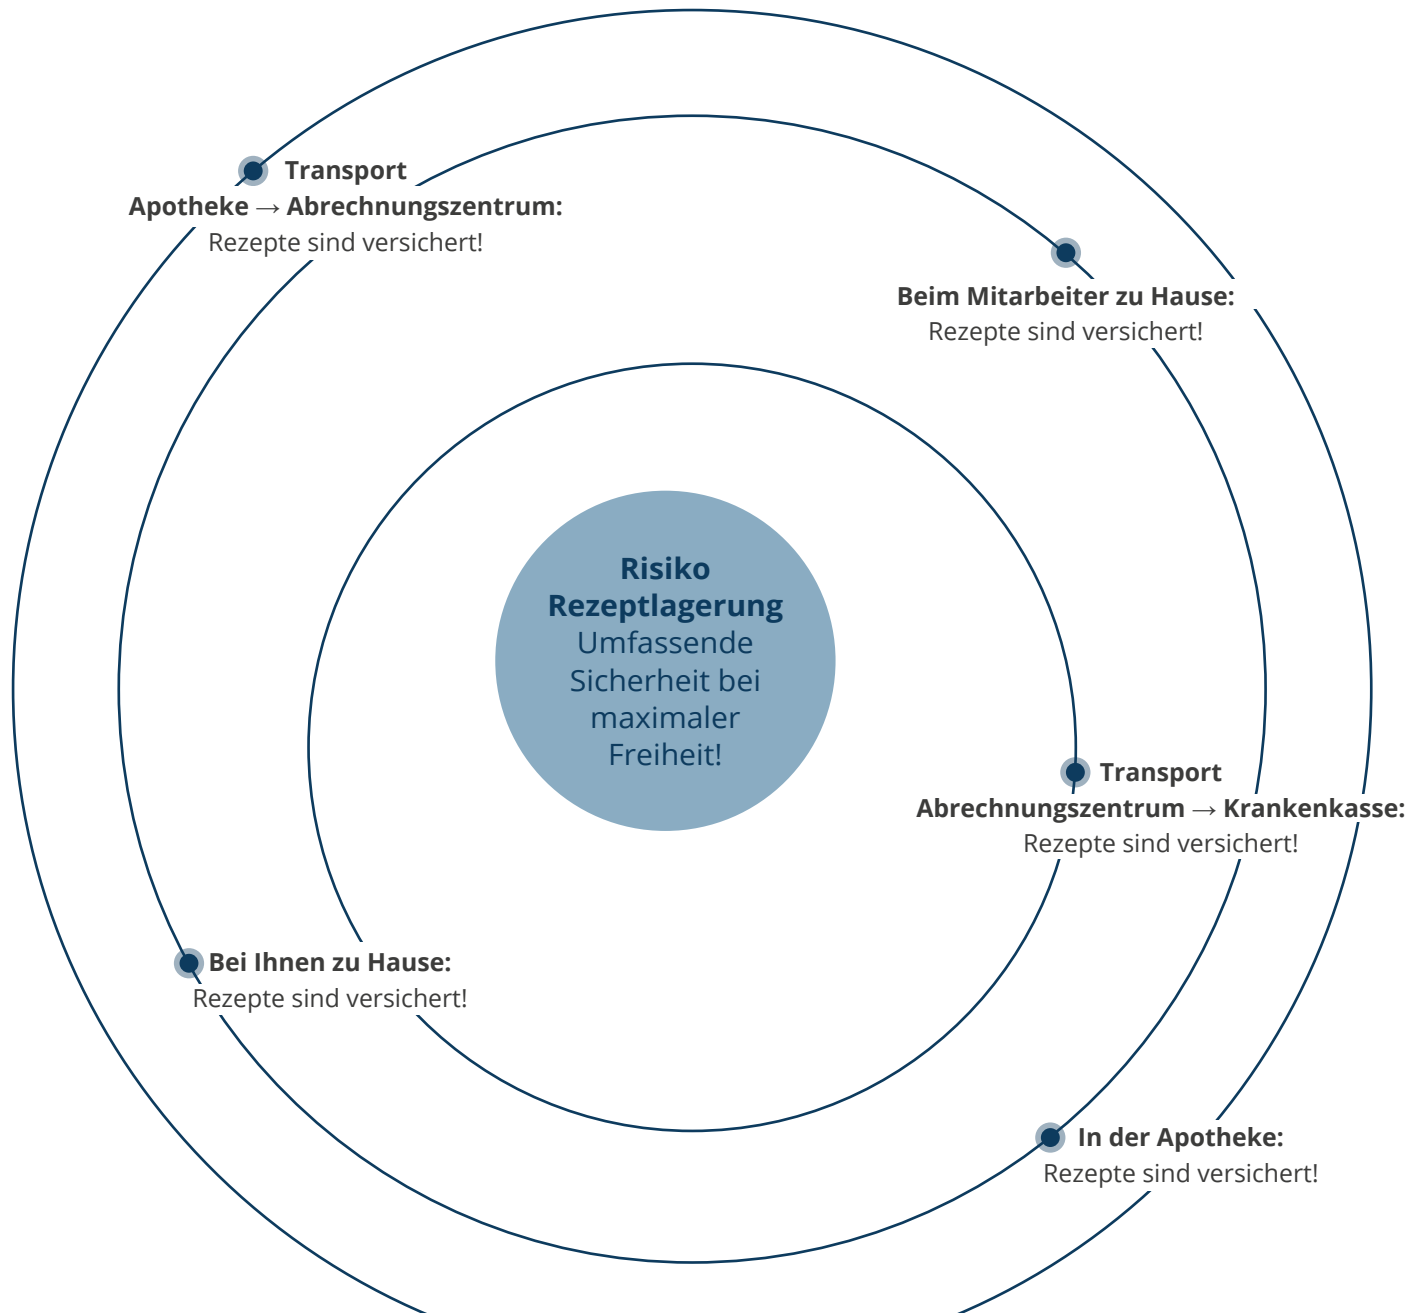 Transport
Apotheke → Abrechnungszentrum:
Rezepte sind versichert!
Beim Mitarbeiter zu Hause:
Rezepte sind versichert!
Risiko
Rezeptlagerung
Umfassende
Sicherheit bei
maximaler
Freiheit!
Transport
Abrechnungszentrum → Krankenkasse:
Rezepte sind versichert!
Bei Ihnen zu Hause:
Rezepte sind versichert!
In der Apotheke:
Rezepte sind versichert!